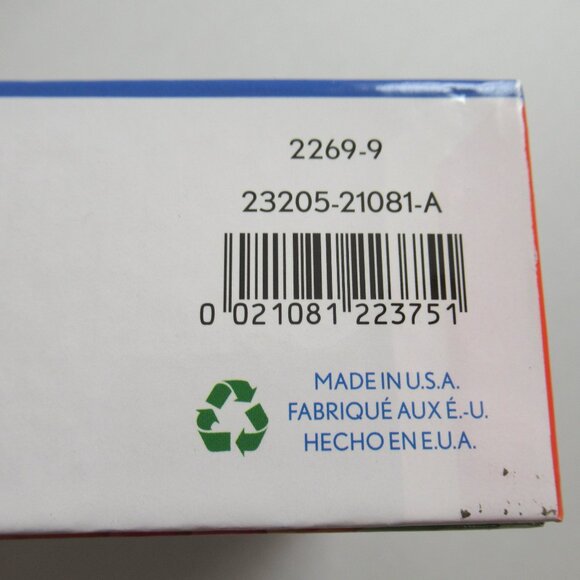 2269-9
23205-21081-A
0 021081 223751
MADE IN U.S.A.
FABRIQUÉ AUX É.-U.
HECHO EN E.U.A.